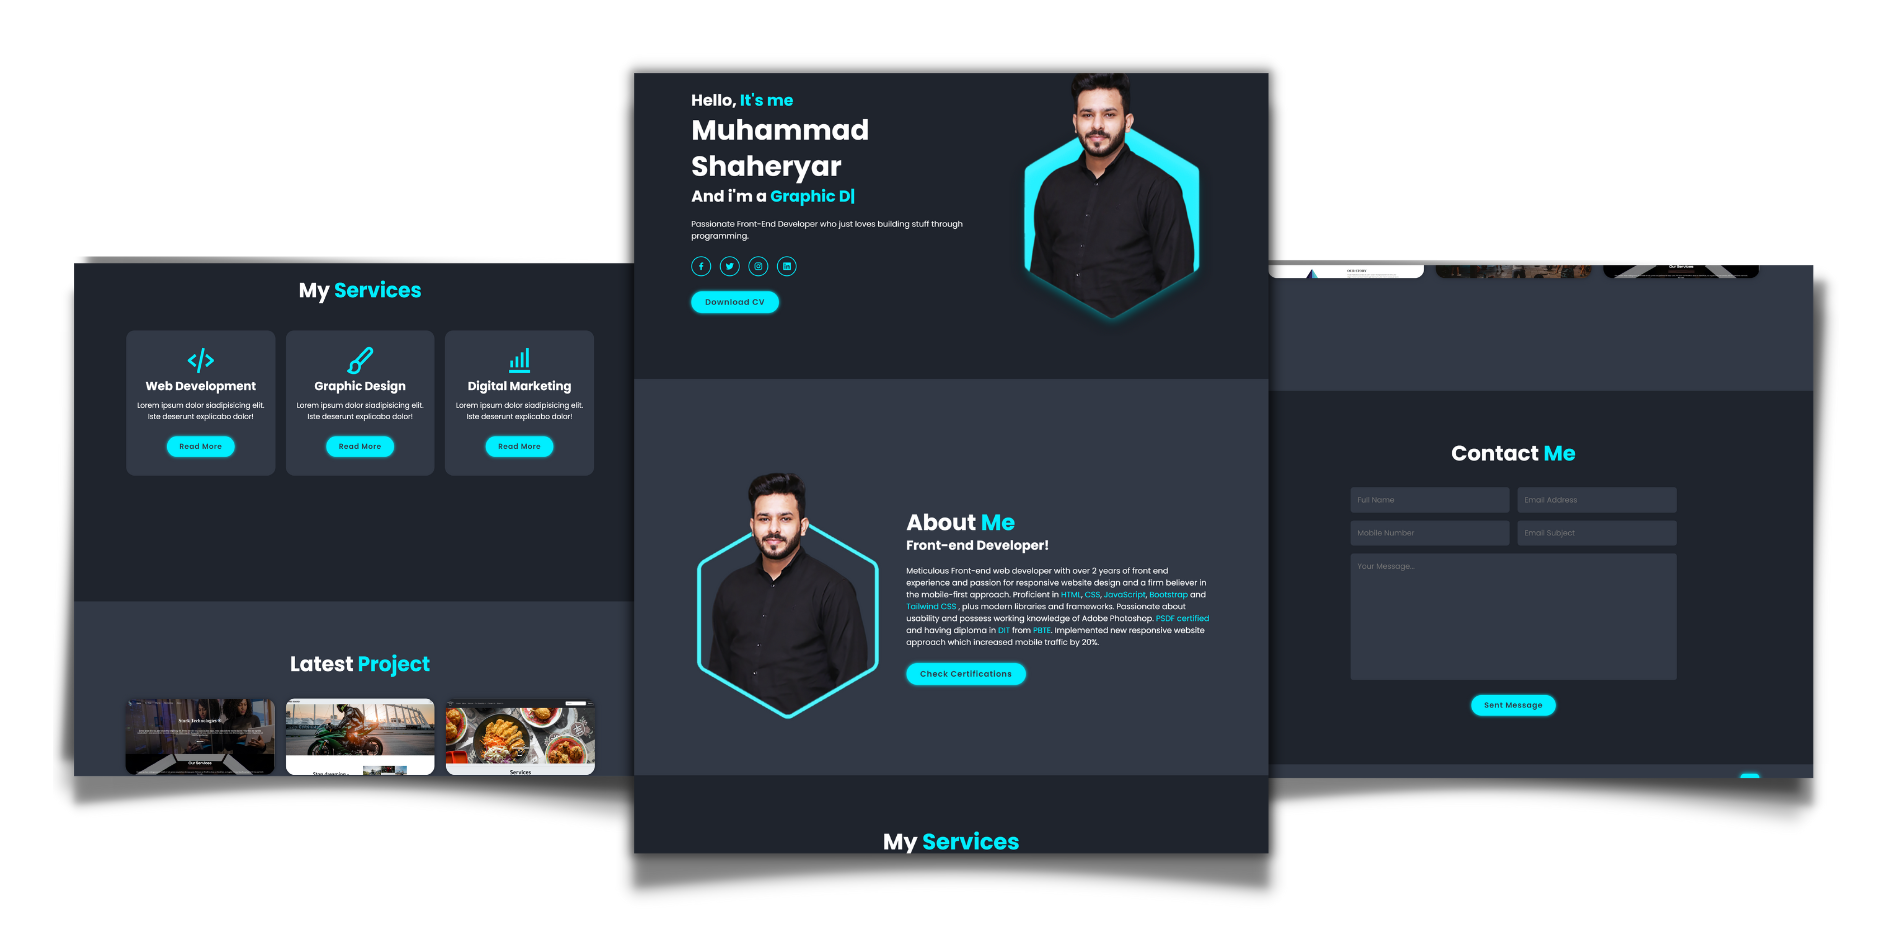 Hello, It's me
Muhammad
Shaheryar
And i'm a Graphic D|
Passionate Front-End Developer who just loves building stuff through
programming.
Download CV
About Me
Front-end Developer!
Meticulous Front-end web developer with over 2 years of front end
experience and passion for responsive website design and a firm believer in
the mobile-first approach. Proficient in HTML, CSS, JavaScript, Bootstrap and
Tailwind CSS , plus modern libraries and frameworks. Passionate about
usability and possess working knowledge of Adobe Photoshop. PSDF certified
and having diploma in DIT from PBTE. Implemented new responsive website
approach which increased mobile traffic by 20%.
Check Certifications
My Services
My Services
Web Development
Lorem ipsum dolor siadipisicing elit.
Iste deserunt explicabo dolor!
Read More
Graphic Design
Lorem ipsum dolor siadipisicing elit.
Iste deserunt explicabo dolor!
Read More
Digital Marketing
Lorem ipsum dolor siadipisicing elit.
Iste deserunt explicabo dolor!
Read More
Latest Project
Our Services
Services
Our Services
Contact Me
Full Name
Email Address
Mobile Number
Email Subject
Your Message...
Sent Message